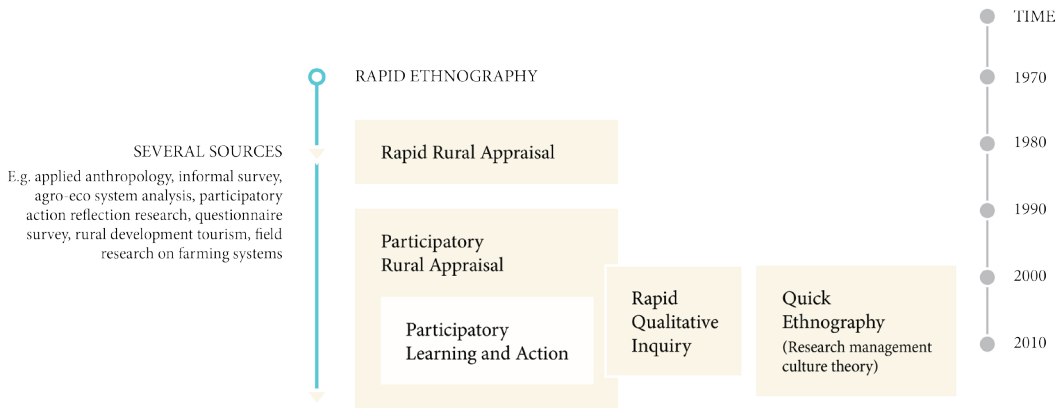 TIME
RAPID ETHNOGRAPHY
1970
SEVERAL SOURCES
E.g. applied anthropology, informal survey,
agro-eco system analysis, participatory
action reflection research, questionnaire
survey, rural development tourism, field
research on farming systems
Rapid Rural Appraisal
1980
1990
Participatory
Rural Appraisal
Participatory
Learning and Action
Rapid
Qualitative
Inquiry
Quick
Ethnography
(Research management
culture theory)
2000
2010